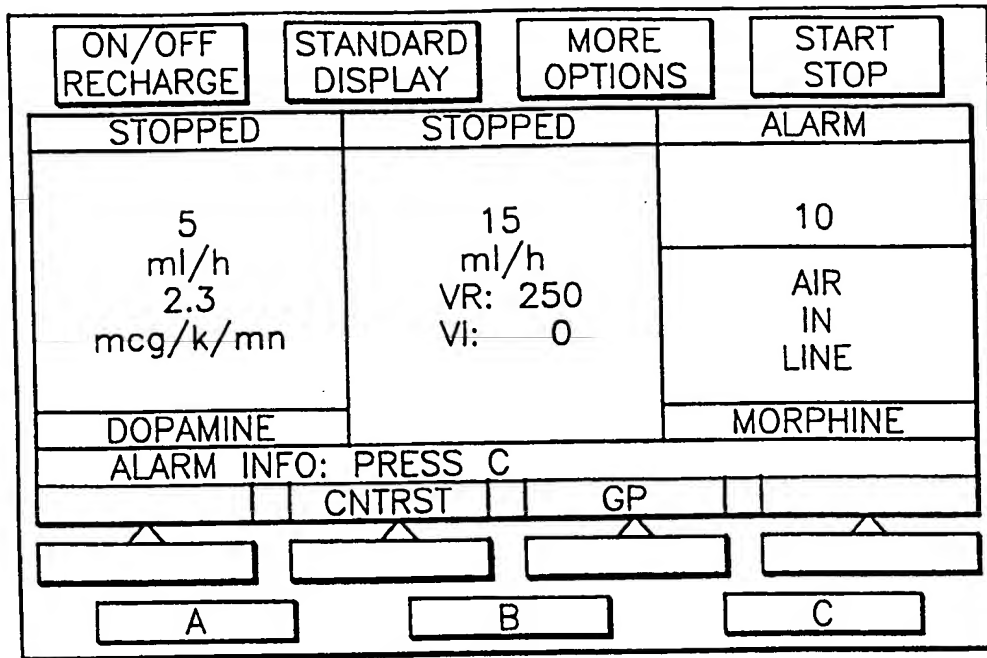 ON/OFF
RECHARGE
STANDARD
DISPLAY
MORE
OPTIONS
START
STOP
STOPPED
STOPPED
ALARM
5
ml/h
2.3
mcg/k/mn
15
ml/h
VR: 250
VI: 0
10
AIR
IN
LINE
DOPAMINE
MORPHINE
ALARM INFO: PRESS C
CNTRST
GP
A
B
C